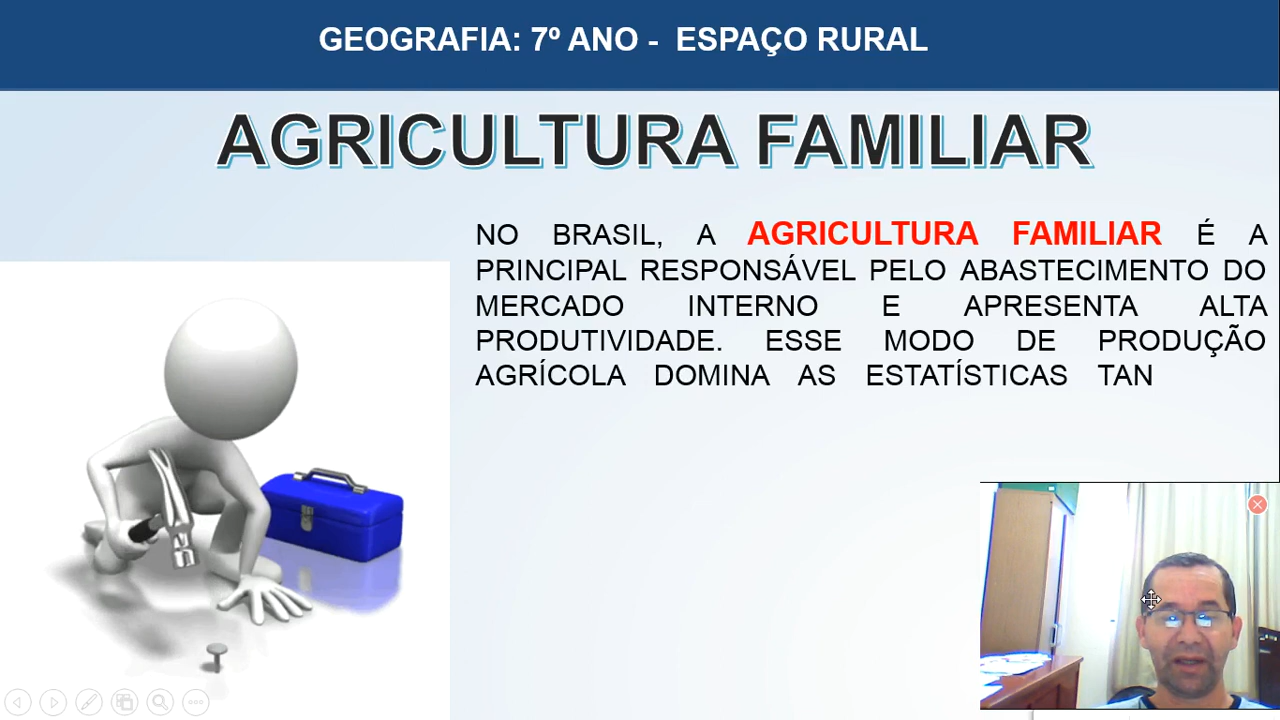 GEOGRAFIA: 7º ANO - ESPAÇO RURAL
AGRICULTURA FAMILIAR
NO BRASIL, A AGRICULTURA FAMILIAR É A
PRINCIPAL RESPONSÁVEL PELO ABASTECIMENTO DO
MERCADO INTERNO E APRESENTA ALTA
PRODUTIVIDADE. ESSE MODO DE PRODUÇÃO
AGRÍCOLA DOMINA AS ESTATÍSTICAS TAN